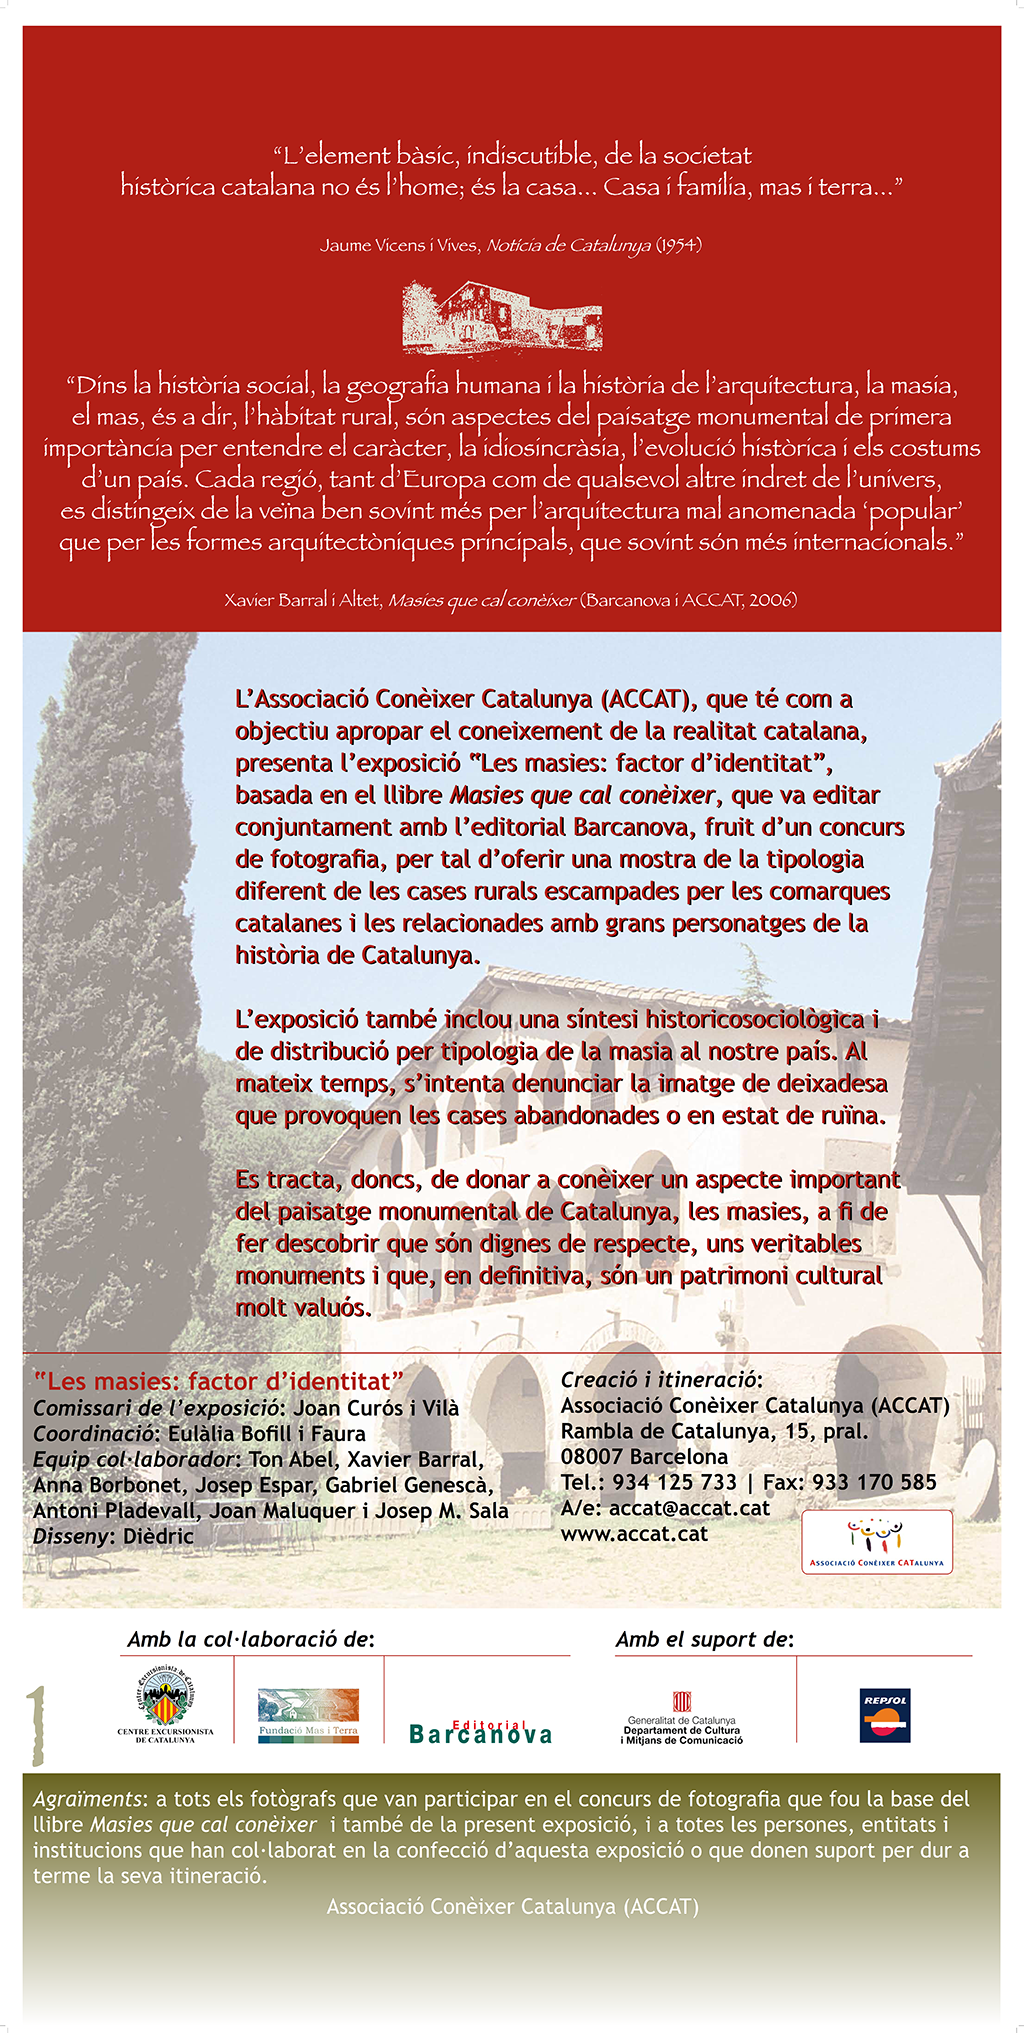 “L’element bàsic, indiscutible, de la societat
històrica catalana no és l’home; és la casa... Casa i família, mas i terra...”
Jaume Vicens i Vives, Notícia de Catalunya (1954)
“Dins la història social, la geografia humana i la història de l’arquitectura, la masia,
el mas, és a dir, l’hàbitat rural, són aspectes del paisatge monumental de primera
importància per entendre el caràcter, la idiosincràsia, l’evolució històrica i els costums
d’un país. Cada regió, tant d’Europa com de qualsevol altre indret de l’univers,
es distingeix de la veïna ben sovint més per l’arquitectura mal anomenada ‘popular’
que per les formes arquitectòniques principals, que sovint són més internacionals.”
Xavier Barral i Altet, Masies que cal conèixer (Barcanova i ACCAT, 2006)
L’Associació Conèixer Catalunya (ACCAT), que té com a
objectiu apropar el coneixement de la realitat catalana,
presenta l’exposició “Les masies: factor d’identitat”,
basada en el llibre Masies que cal conèixer, que va editar
conjuntament amb l’editorial Barcanova, fruit d’un concurs
de fotografia, per tal d’oferir una mostra de la tipologia
diferent de les cases rurals escampades per les comarques
catalanes i les relacionades amb grans personatges de la
història de Catalunya.
L’exposició també inclou una síntesi historicosociològica i
de distribució per tipologia de la masia al nostre país. Al
mateix temps, s’intenta denunciar la imatge de deixadesa
que provoquen les cases abandonades o en estat de ruïna.
Es tracta, doncs, de donar a conèixer un aspecte important
del paisatge monumental de Catalunya, les masies, a fi de
fer descobrir que són dignes de respecte, uns veritables
monuments i que, en definitiva, són un patrimoni cultural
molt valuós.
“Les masies: factor d’identitat”
Comissari de l’exposició: Joan Curós i Vilà
Coordinació: Eulàlia Bofill i Faura
Equip col·laborador: Ton Abel, Xavier Barral,
Anna Borbonet, Josep Espar, Gabriel Genescà,
Antoni Pladevall, Joan Maluquer i Josep M. Sala
Disseny: Dièdric
Creació i itineració:
Associació Conèixer Catalunya (ACCAT)
Rambla de Catalunya, 15, pral.
08007 Barcelona
Tel.: 934 125 733 | Fax: 933 170 585
A/e: accat@accat.cat
www.accat.cat
ASSOCIACIÓ CONÈIXER CATALUNYA
Amb la col·laboració de:
Centre Excursionista de Catalunya
CENTRE EXCURSIONISTA
DE CATALUNYA
Fundació Mas i Terra
Editorial
Barcanova
Amb el suport de:
Generalitat de Catalunya
Departament de Cultura
i Mitjans de Comunicació
REPSOL
1
Agraïments: a tots els fotògrafs que van participar en el concurs de fotografia que fou la base del
llibre Masies que cal conèixer i també de la present exposició, i a totes les persones, entitats i
institucions que han col·laborat en la confecció d’aquesta exposició o que donen suport per dur a
terme la seva itineració.
Associació Conèixer Catalunya (ACCAT)